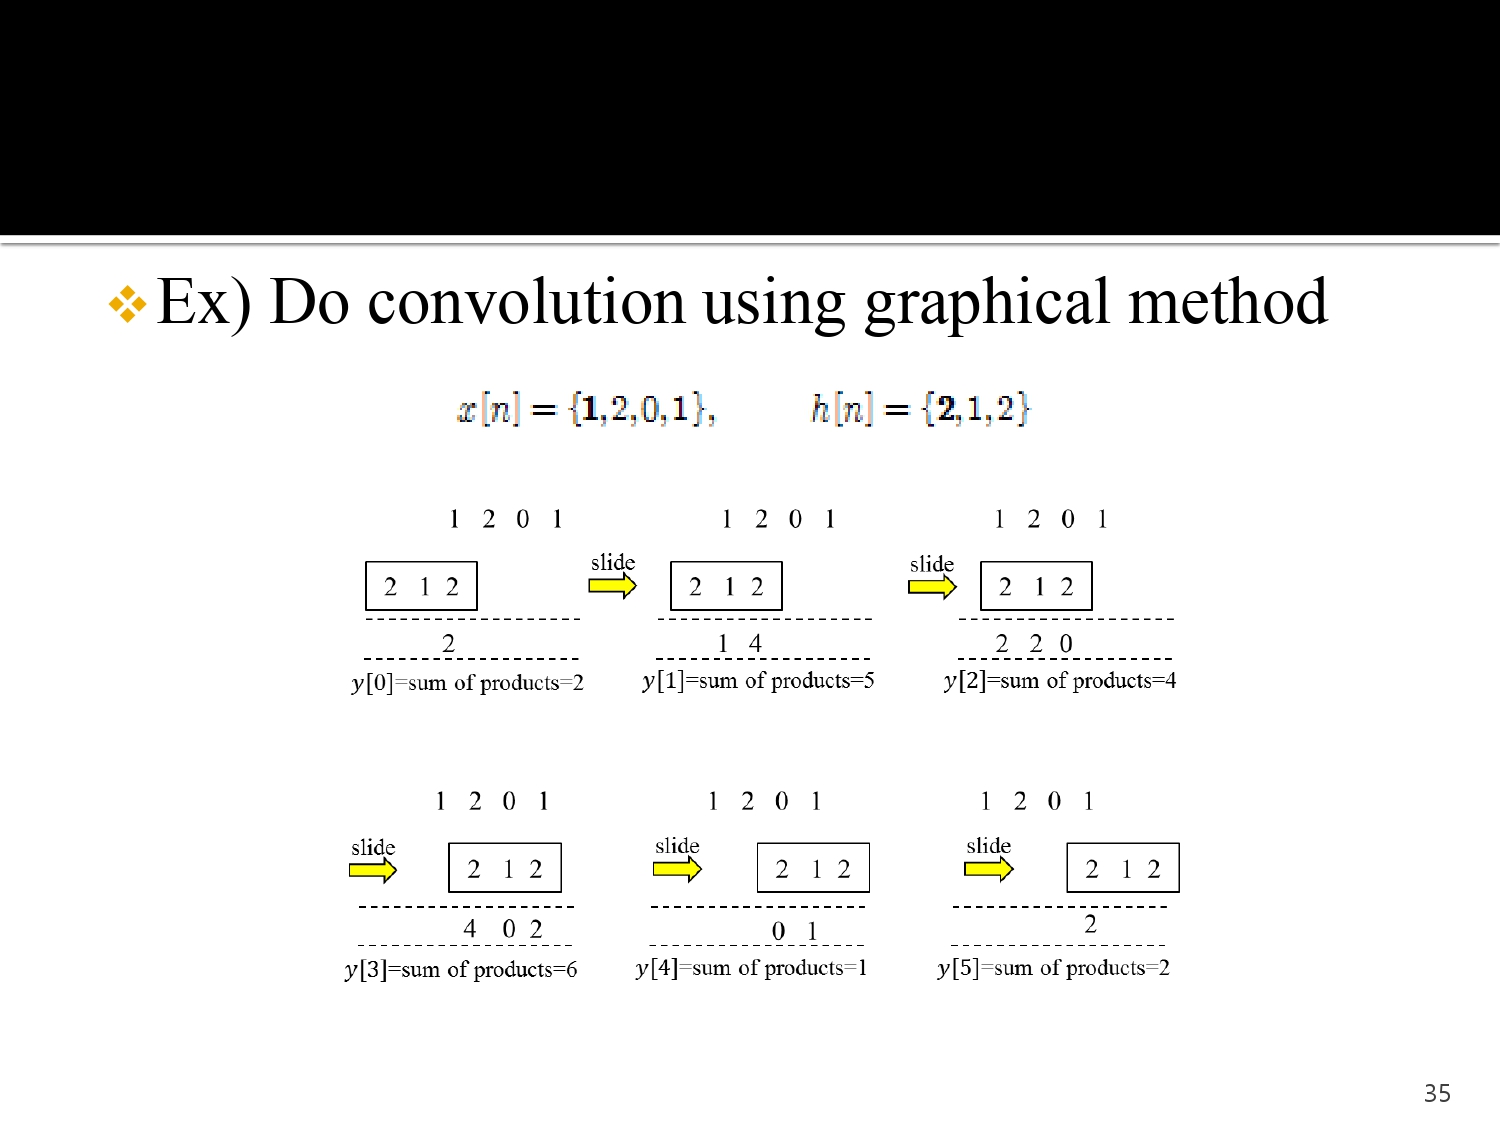 ❖Ex) Do convolution using graphical method
x[n] = {1,2,0,1}, h[n] = {2,1,2}
1 2 0 1 1 2 0 1 1 2 0 1
slide slide
2 1 2 2 1 2 2 1 2
2 1 4 2 2 0
y[0]=sum of products=2 y[1]=sum of products=5 y[2]=sum of products=4
1 2 0 1 1 2 0 1 1 2 0 1
slide slide slide
2 1 2 2 1 2 2 1 2
4 0 2 0 1 2
y[3]=sum of products=6 y[4]=sum of products=1 y[5]=sum of products=2
35